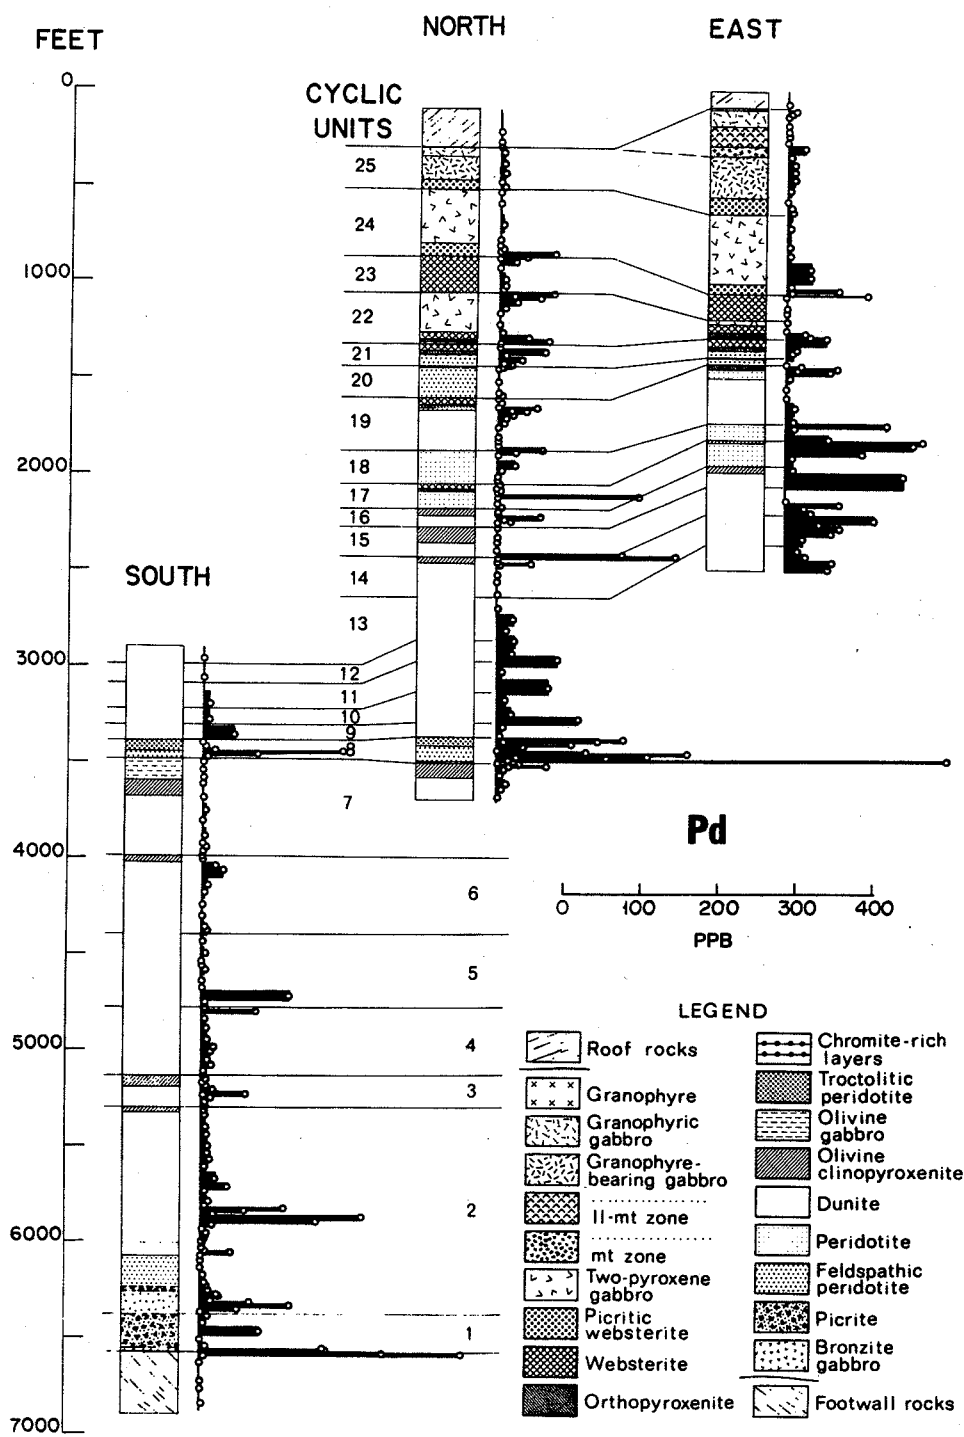 FEET
NORTH
EAST
CYCLIC
UNITS
SOUTH
0
1000
2000
3000
4000
5000
6000
7000
25
24
23
22
21
20
19
18
17
16
15
14
13
12
11
10
9
8
7
6
5
4
3
2
1
Pd
0 100 200 300 400
PPB
LEGEND
Roof rocks
Granophyre
Granophyric
gabbro
Granophyre-
bearing gabbro
Il-mt zone
mt zone
Two-pyroxene
gabbro
Picritic
websterite
Websterite
Orthopyroxenite
Chromite-rich
layers
Troctolitic
peridotite
Olivine
gabbro
Olivine
clinopyroxenite
Dunite
Peridotite
Feldspathic
peridotite
Picrite
Bronzite
gabbro
Footwall rocks